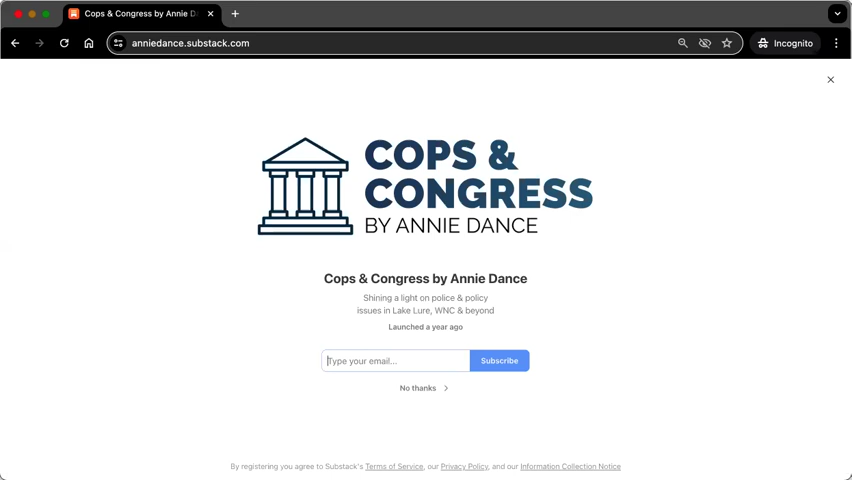 Cops & Congress by Annie D
anniedance.substack.com
Incognito
COPS &
CONGRESS
BY ANNIE DANCE
Cops & Congress by Annie Dance
Shining a light on police & policy
issues in Lake Lure, WNC & beyond
Launched a year ago
Type your email...
Subscribe
No thanks
By registering you agree to Substack's Terms of Service, our Privacy Policy, and our Information Collection Notice